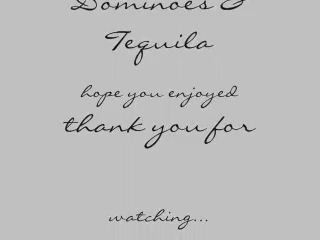 Dominoes &
Tequila
hope you enjoyed
thank you for
watching...